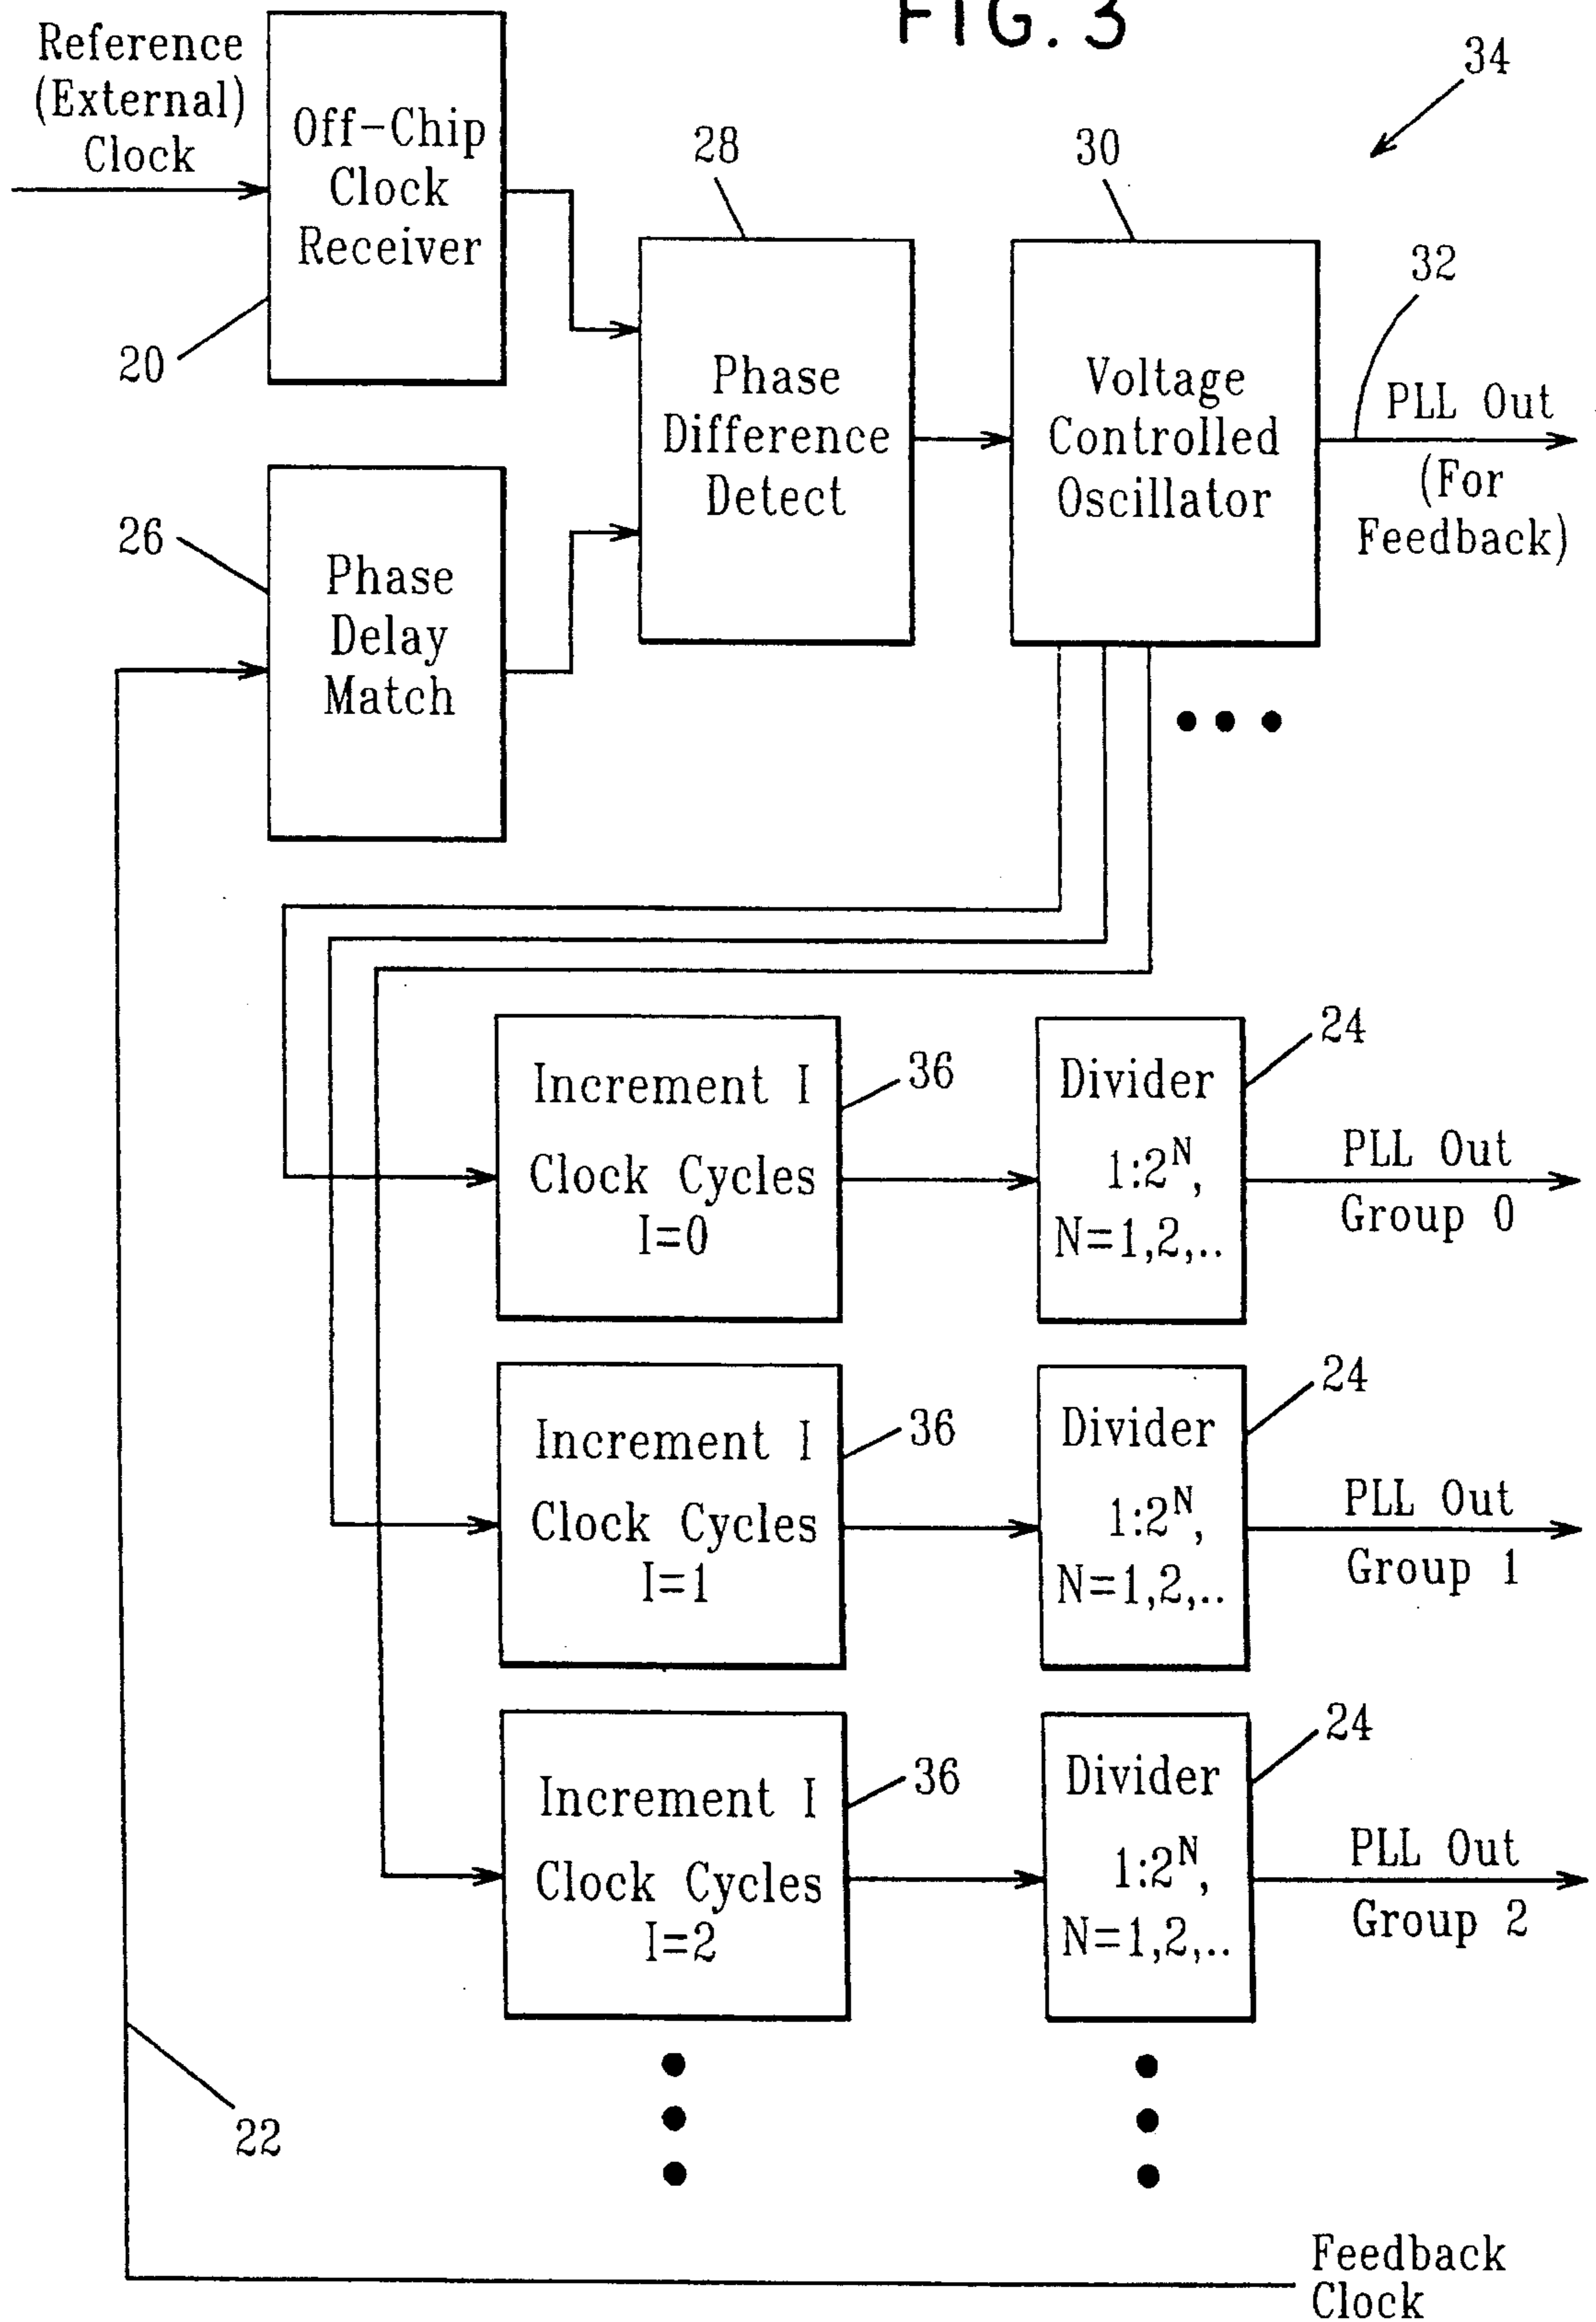 FIG. 3
34
Reference
(External)
Clock
Off-Chip
Clock
Receiver
20
28
30
32
Phase
Difference
Detect
Voltage
Controlled
Oscillator
PLL Out
(For
Feedback)
26
Phase
Delay
Match
Increment I
Clock Cycles
I=0
36
Divider
1:2^N,
N=1,2,..
24
PLL Out
Group 0
Increment I
Clock Cycles
I=1
36
Divider
1:2^N,
N=1,2,..
24
PLL Out
Group 1
Increment I
Clock Cycles
I=2
36
Divider
1:2^N,
N=1,2,..
24
PLL Out
Group 2
22
Feedback
Clock